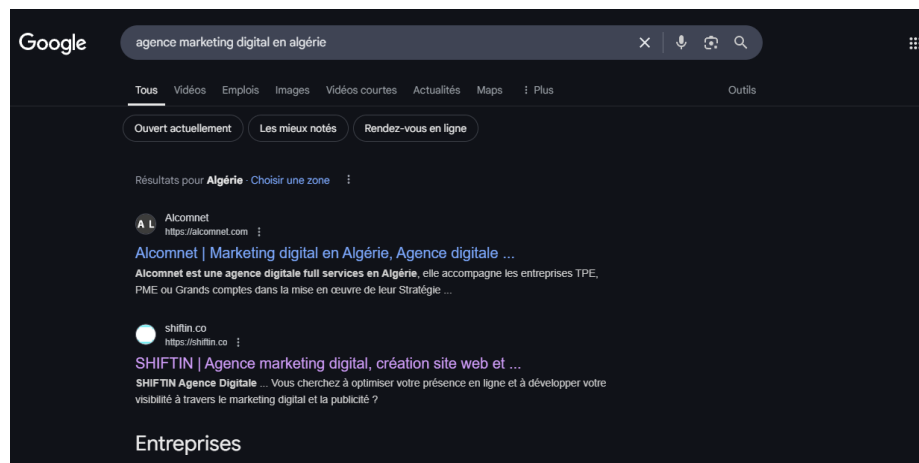 Google
agence marketing digital en algérie
Tous Vidéos Emplois Images Vidéos courtes Actualités Maps Plus Outils
Ouvert actuellement Les mieux notés Rendez-vous en ligne
Résultats pour Algérie · Choisir une zone
A L
Alcomnet
https://alcomnet.com
Alcomnet | Marketing digital en Algérie, Agence digitale ...
Alcomnet est une agence digitale full services en Algérie, elle accompagne les entreprises TPE,
PME ou Grands comptes dans la mise en œuvre de leur Stratégie ...
shiftin.co
https://shiftin.co
SHIFTIN | Agence marketing digital, création site web et ...
SHIFTIN Agence Digitale ... Vous cherchez à optimiser votre présence en ligne et à développer votre
visibilité à travers le marketing digital et la publicité ?
Entreprises